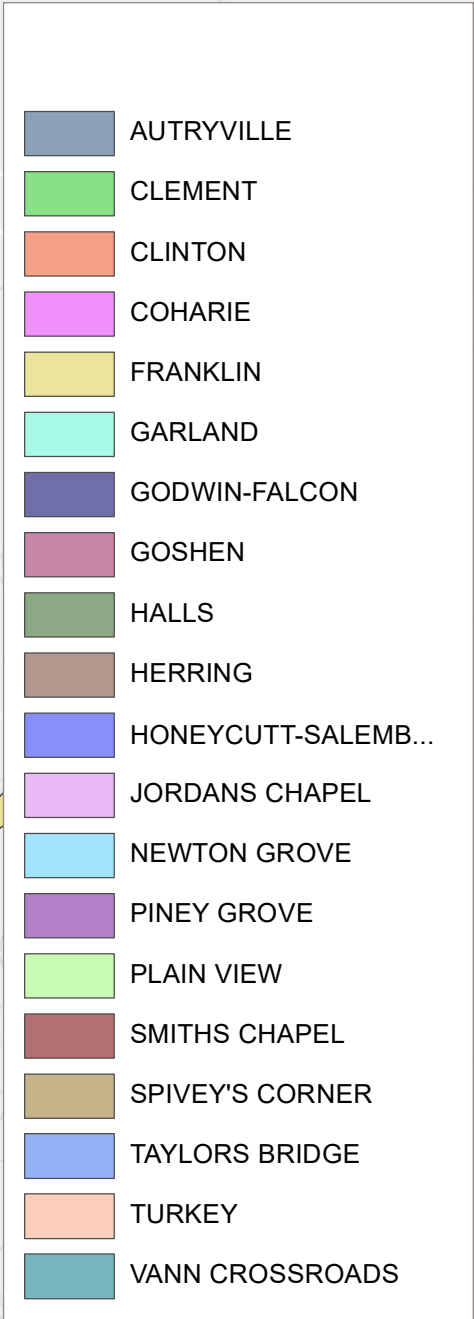 AUTRYVILLE
CLEMENT
CLINTON
COHARIE
FRANKLIN
GARLAND
GODWIN-FALCON
GOSHEN
HALLS
HERRING
HONEYCUTT-SALEMB...
JORDANS CHAPEL
NEWTON GROVE
PINEY GROVE
PLAIN VIEW
SMITHS CHAPEL
SPIVEY'S CORNER
TAYLORS BRIDGE
TURKEY
VANN CROSSROADS